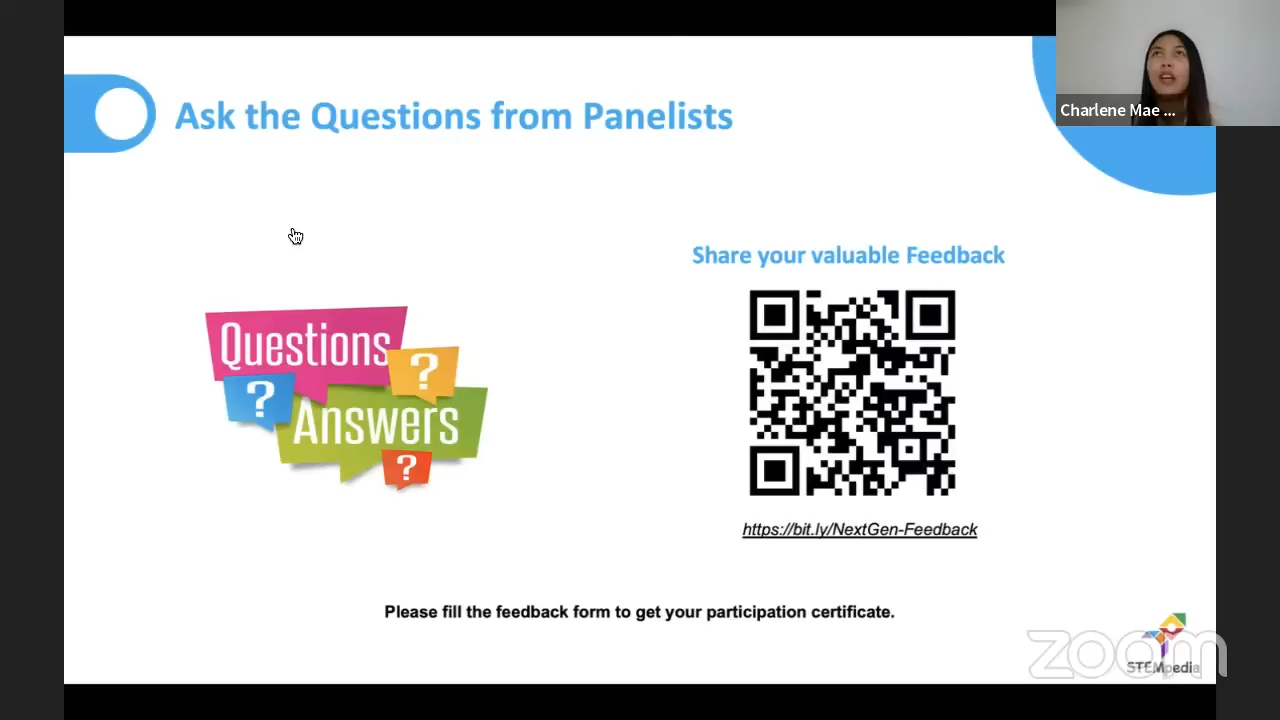 Ask the Questions from Panelists
Charlene Mae ...
Share your valuable Feedback
Questions
?
?
Answers
?
https://bit.ly/NextGen-Feedback
Please fill the feedback form to get your participation certificate.
zoom
STEMpedia